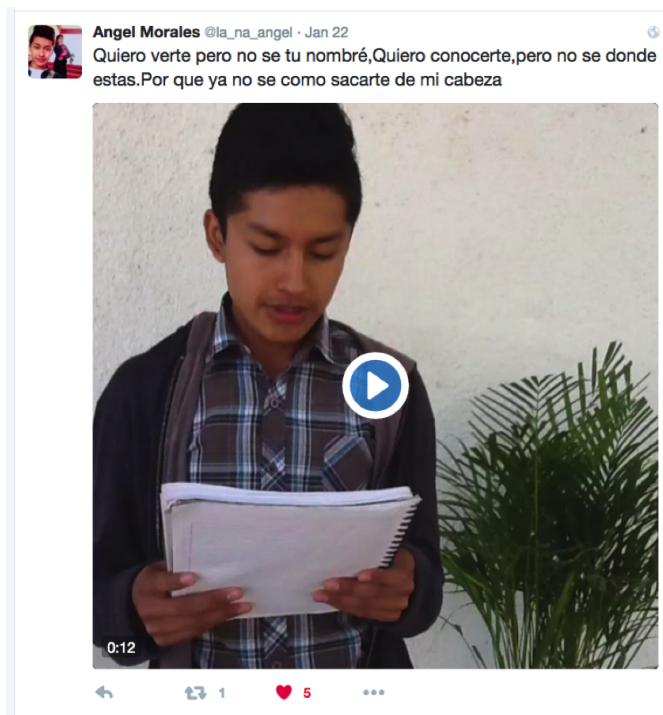 Angel Morales @la_na_angel · Jan 22
Quiero verte pero no se tu nombré,Quiero conocerte,pero no se donde
estas.Por que ya no se como sacarte de mi cabeza
0:12
1 5